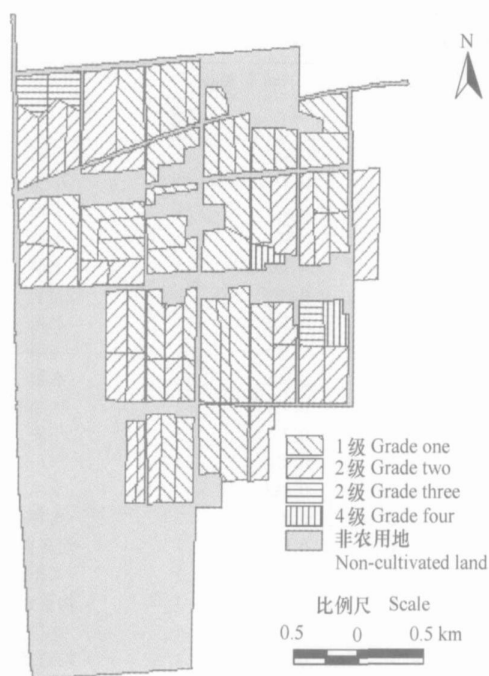 N
1级 Grade one
2级 Grade two
2级 Grade three
4级 Grade four
非农用地
Non-cultivated land
比例尺 Scale
0.5 0 0.5 km